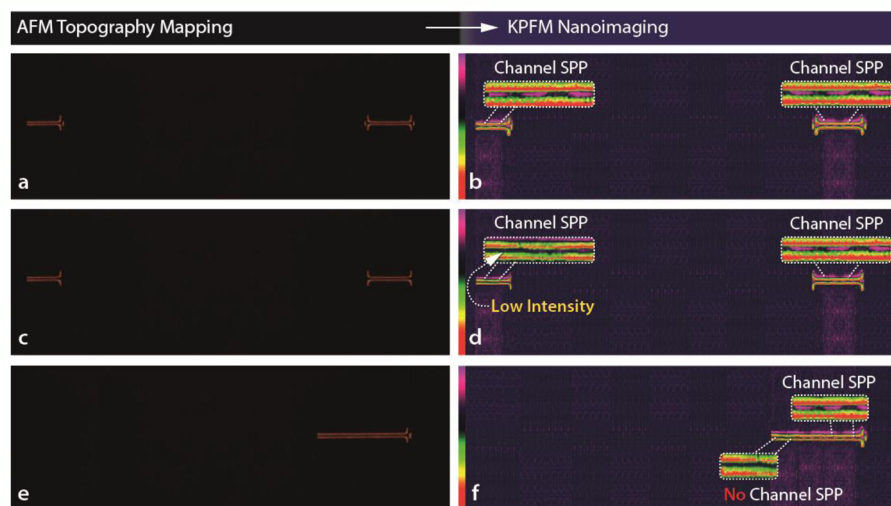 AFM Topography Mapping
KPFM Nanoimaging
Channel SPP
Channel SPP
a
b
Channel SPP
Channel SPP
Low Intensity
c
d
Channel SPP
No Channel SPP
e
f